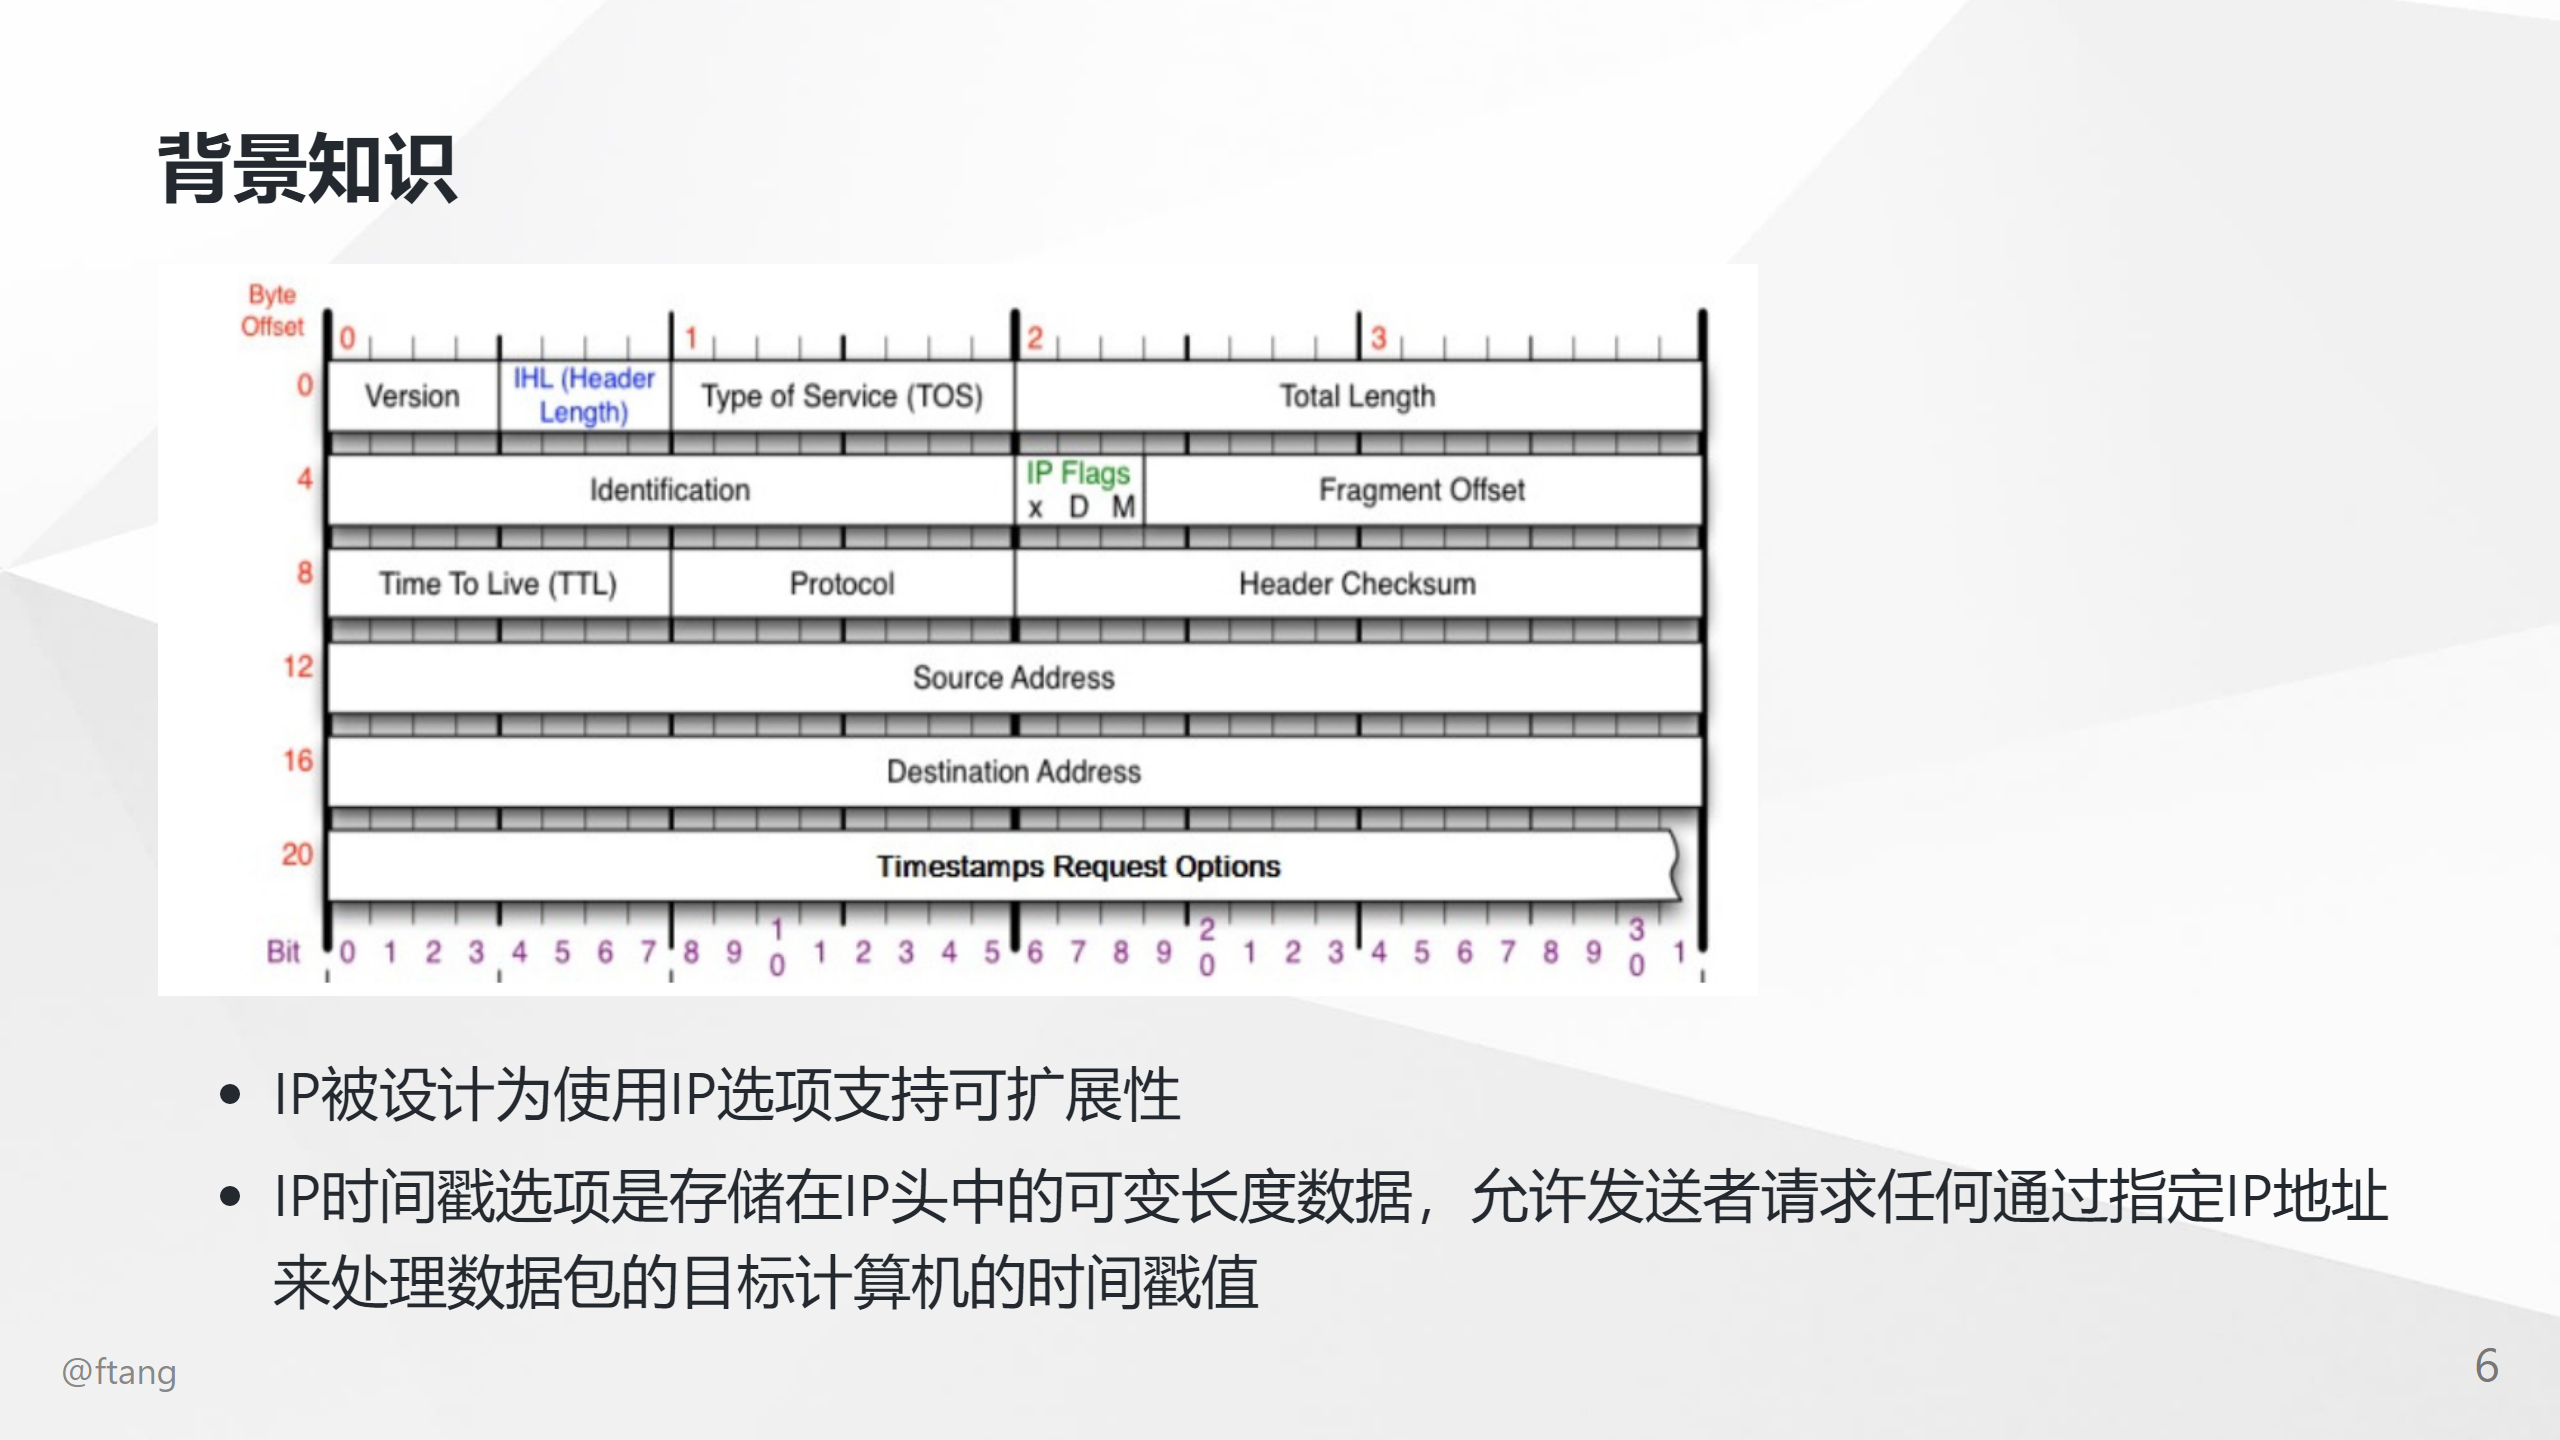 背景知识
Byte
Offset
0 1 2 3
0 Version IHL (Header Length) Type of Service (TOS) Total Length
4 Identification IP Flags x D M Fragment Offset
8 Time To Live (TTL) Protocol Header Checksum
12 Source Address
16 Destination Address
20 Timestamps Request Options
Bit 0 1 2 3 4 5 6 7 8 9 10 1 2 3 4 5 6 7 8 9 20 1 2 3 4 5 6 7 8 9 30 1
• IP被设计为使用IP选项支持可扩展性
• IP时间戳选项是存储在IP头中的可变长度数据，允许发送者请求任何通过指定IP地址
来处理数据包的目标计算机的时间戳值
@ftang
6